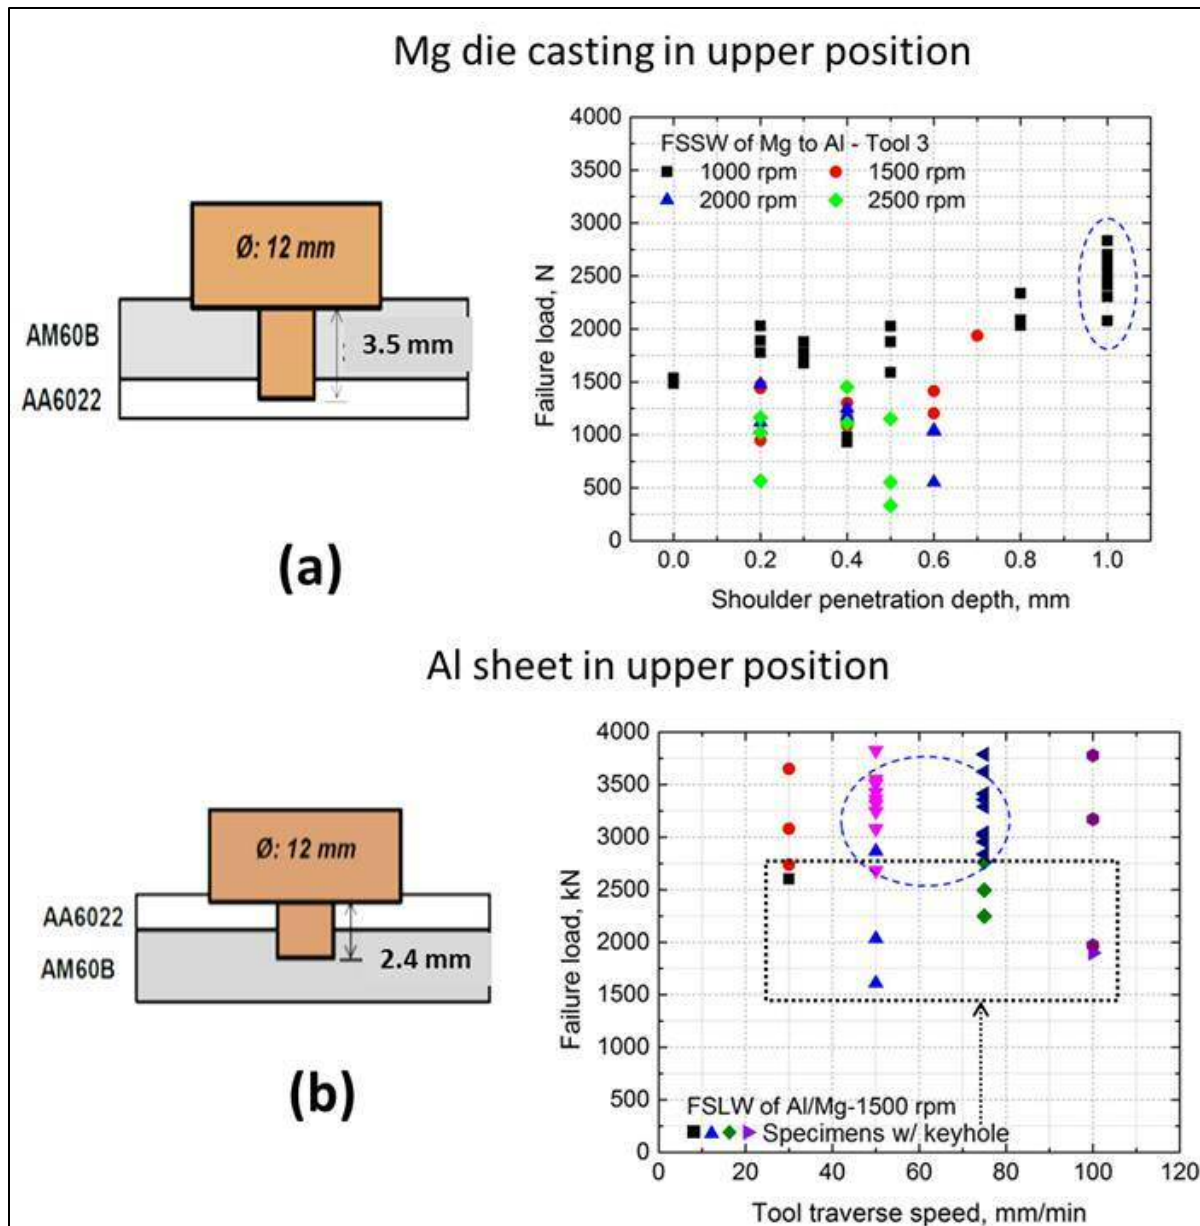 Mg die casting in upper position
Ø: 12 mm
AM60B
3.5 mm
AA6022
(a)
FSSW of Mg to Al - Tool 3
1000 rpm 1500 rpm
2000 rpm 2500 rpm
Failure load, N
4000
3500
3000
2500
2000
1500
1000
500
0
0.0 0.2 0.4 0.6 0.8 1.0
Shoulder penetration depth, mm
Al sheet in upper position
Ø: 12 mm
AA6022
AM60B
2.4 mm
(b)
Failure load, kN
4000
3500
3000
2500
2000
1500
1000
500
0
FSLW of Al/Mg-1500 rpm
Specimens w/ keyhole
0 20 40 60 80 100 120
Tool traverse speed, mm/min